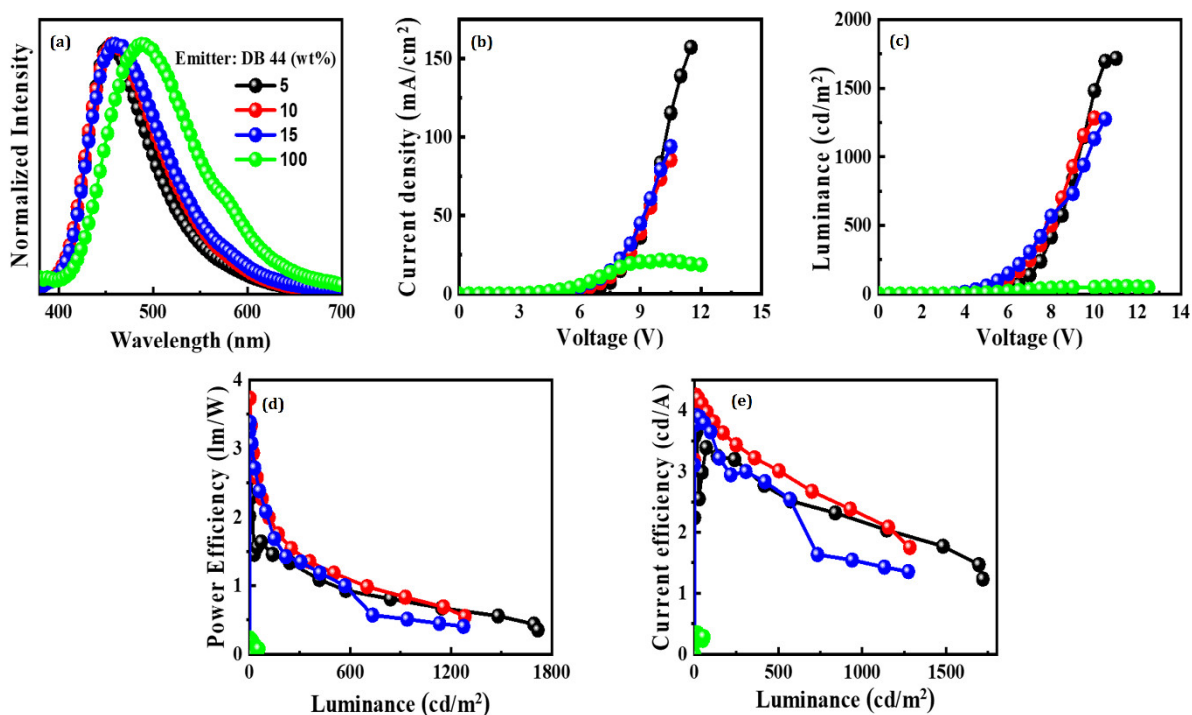 (a)
Emitter: DB 44 (wt%)
5
10
15
100
Normalized Intensity
400 500 600 700
Wavelength (nm)
(b)
Current density (mA/cm²)
150
100
50
0
0 3 6 9 12 15
Voltage (V)
(c)
Luminance (cd/m²)
2000
1500
1000
500
0
0 2 4 6 8 10 12 14
Voltage (V)
(d)
Power Efficiency (lm/W)
4
3
2
1
0
0 600 1200 1800
Luminance (cd/m²)
(e)
Current efficiency (cd/A)
4
3
2
1
0
0 500 1000 1500
Luminance (cd/m²)